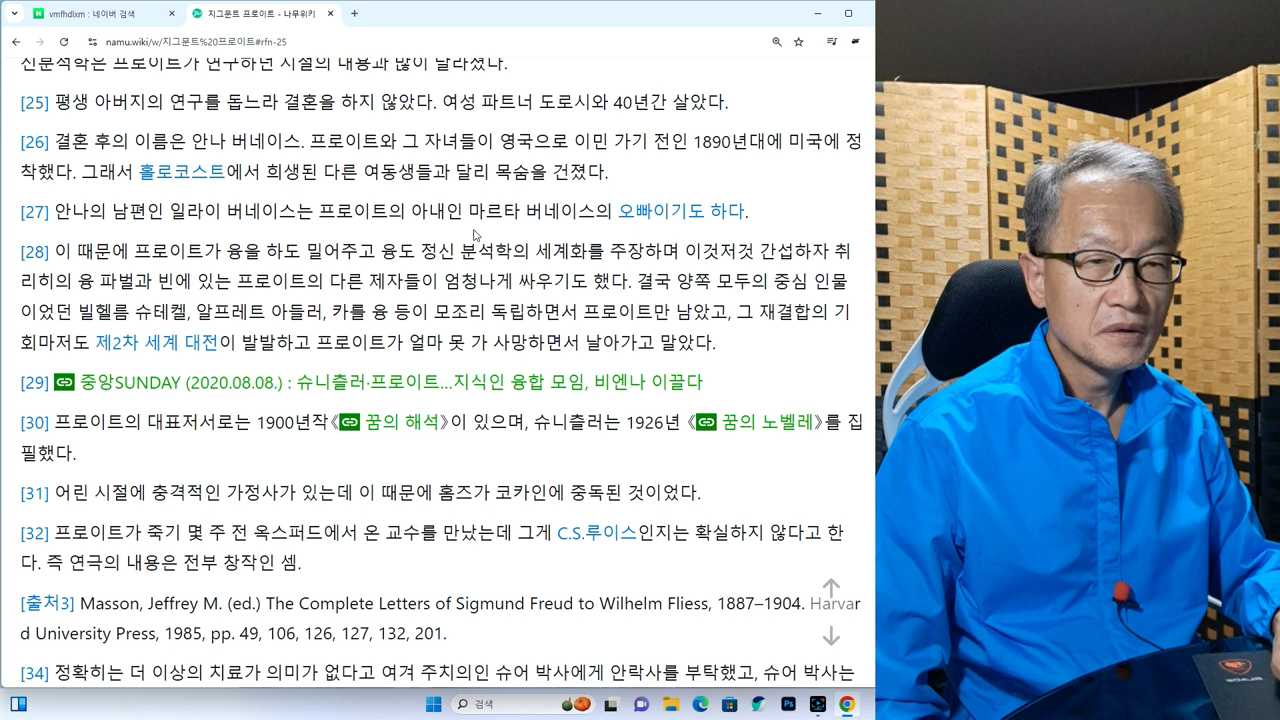 vmfhdlxm : 네이버 검색
지그문트 프로이트 - 나무위키
namu.wiki/w/지그문트%20프로이트#rfn-25
신분석학은 프로이트가 연구하던 시절의 내용과 많이 달라졌다.
[25] 평생 아버지의 연구를 돕느라 결혼을 하지 않았다. 여성 파트너 도로시와 40년간 살았다.
[26] 결혼 후의 이름은 안나 버네이스. 프로이트와 그 자녀들이 영국으로 이민 가기 전인 1890년대에 미국에 정
착했다. 그래서 홀로코스트에서 희생된 다른 여동생들과 달리 목숨을 건졌다.
[27] 안나의 남편인 일라이 버네이스는 프로이트의 아내인 마르타 버네이스의 오빠이기도 하다.
[28] 이 때문에 프로이트가 융을 하도 밀어주고 융도 정신 분석학의 세계화를 주장하며 이것저것 간섭하자 취
리히의 융 파벌과 빈에 있는 프로이트의 다른 제자들이 엄청나게 싸우기도 했다. 결국 양쪽 모두의 중심 인물
이었던 빌헬름 슈테켈, 알프레트 아들러, 카를 융 등이 모조리 독립하면서 프로이트만 남았고, 그 재결합의 기
회마저도 제2차 세계 대전이 발발하고 프로이트가 얼마 못 가 사망하면서 날아가고 말았다.
[29] 중앙SUNDAY (2020.08.08.) : 슈니츨러·프로이트...지식인 융합 모임, 비엔나 이끌다
[30] 프로이트의 대표저서로는 1900년작《꿈의 해석》이 있으며, 슈니츨러는 1926년 《꿈의 노벨레》를 집
필했다.
[31] 어린 시절에 충격적인 가정사가 있는데 이 때문에 홈즈가 코카인에 중독된 것이었다.
[32] 프로이트가 죽기 몇 주 전 옥스퍼드에서 온 교수를 만났는데 그게 C.S.루이스인지는 확실하지 않다고 한
다. 즉 연극의 내용은 전부 창작인 셈.
[출처3] Masson, Jeffrey M. (ed.) The Complete Letters of Sigmund Freud to Wilhelm Fliess, 1887–1904. Harvar
d University Press, 1985, pp. 49, 106, 126, 127, 132, 201.
[34] 정확히는 더 이상의 치료가 의미가 없다고 여겨 주치의인 슈어 박사에게 안락사를 부탁했고, 슈어 박사는
검색